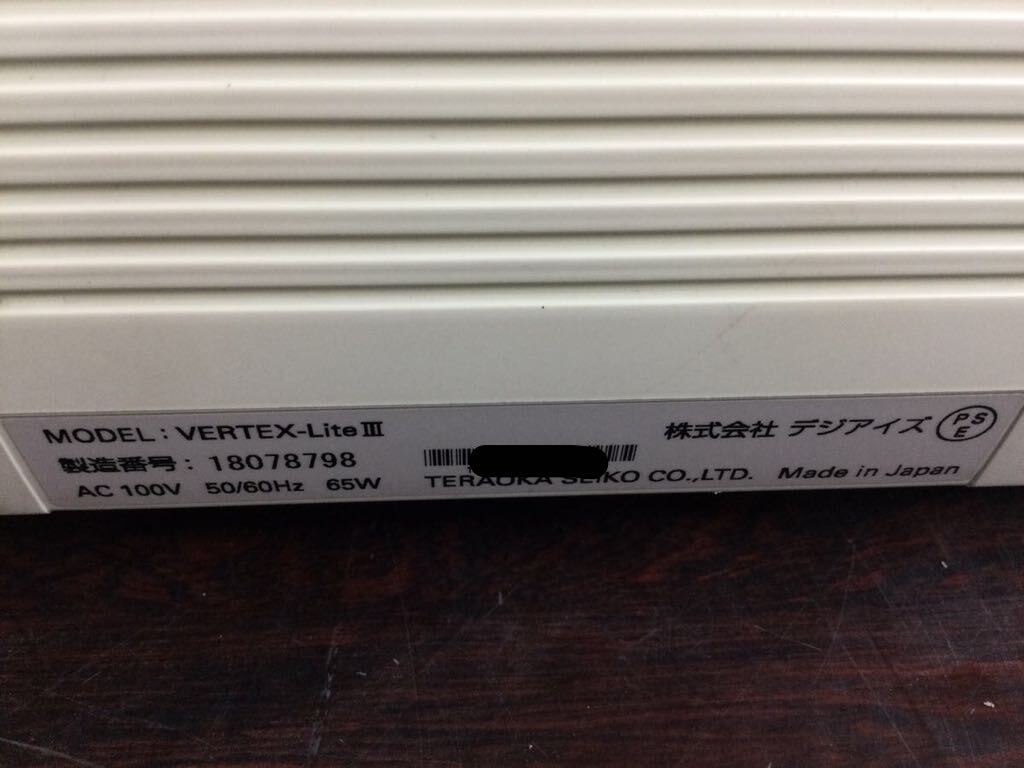 MODEL : VERTEX-Lite Ⅲ
株式会社 デジアイズ PSE
製造番号 : 18078798
AC 100V 50/60Hz 65W
TERAOKA SEIKO CO.,LTD. Made in Japan